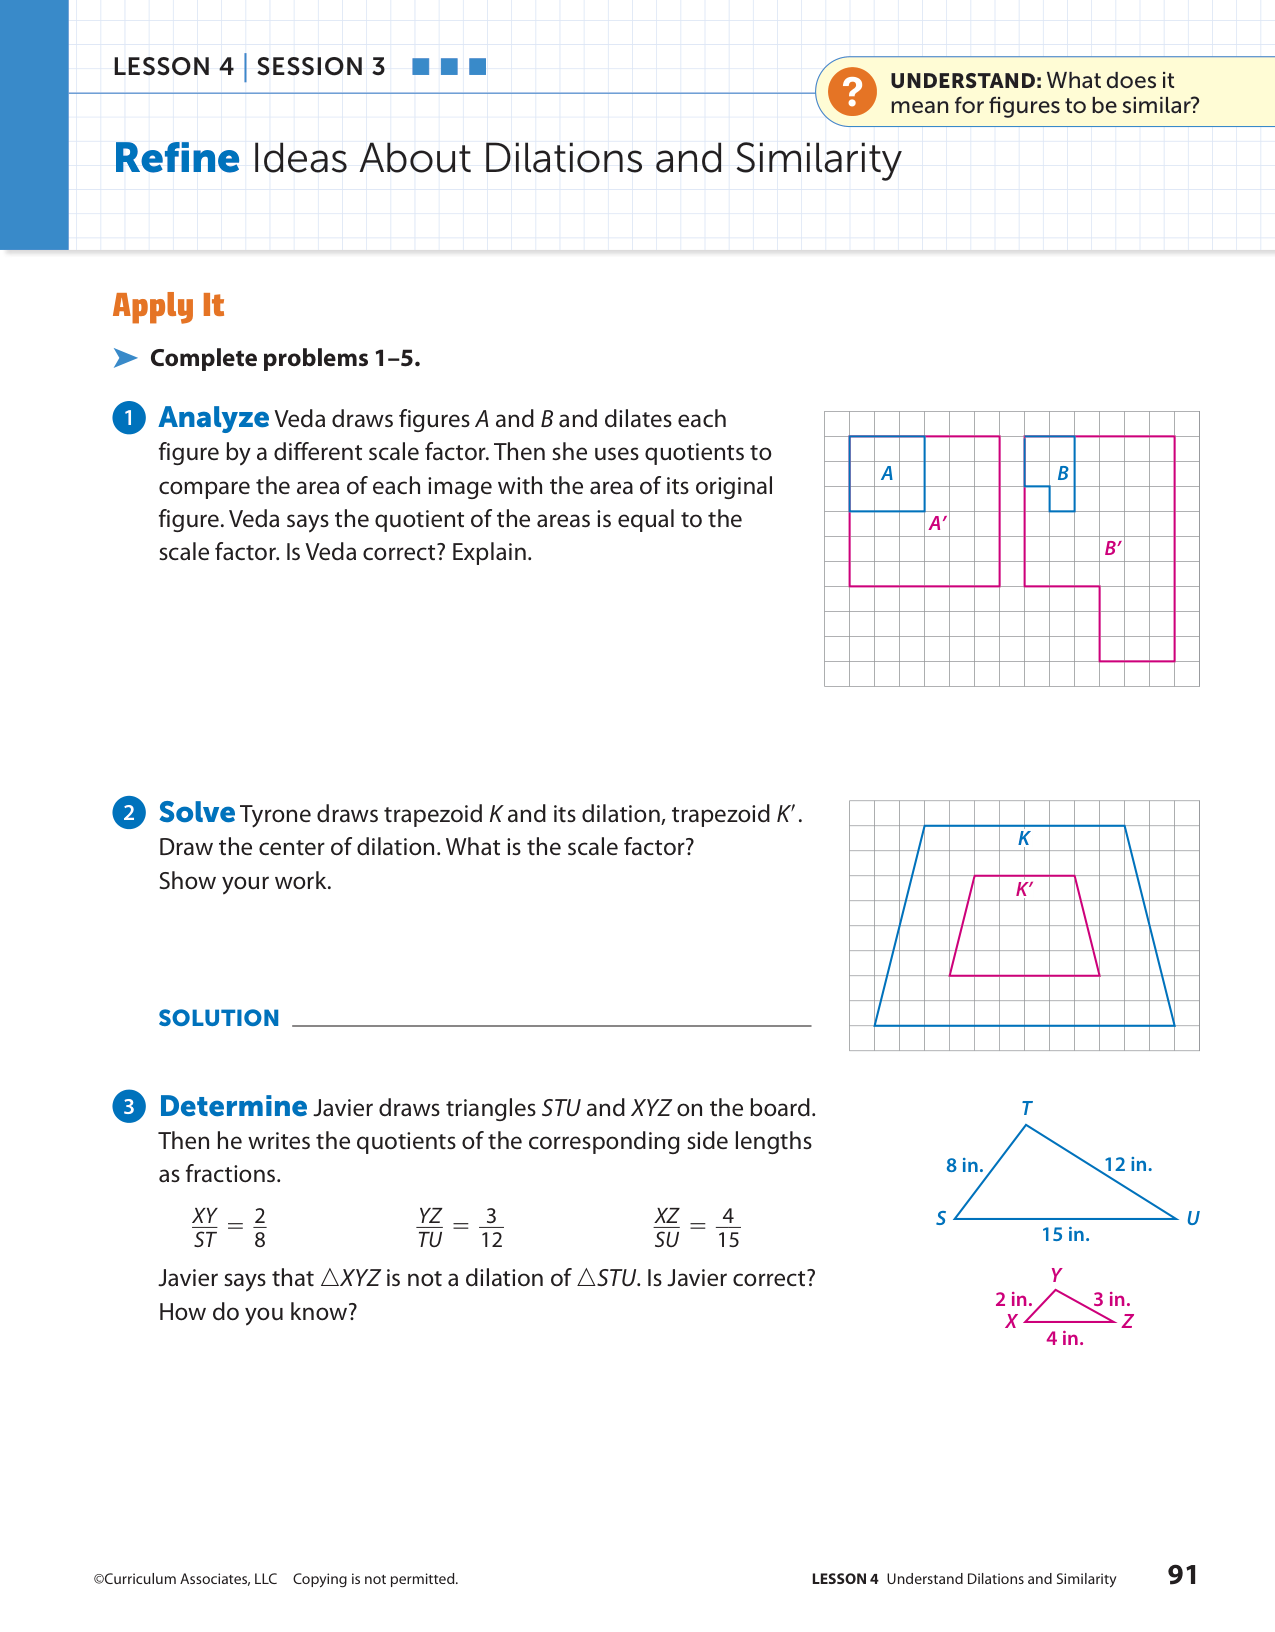 LESSON 4 | SESSION 3
? UNDERSTAND: What does it
mean for figures to be similar?
Refine Ideas About Dilations and Similarity
Apply It
Complete problems 1–5.
1 Analyze Veda draws figures A and B and dilates each
figure by a different scale factor. Then she uses quotients to
compare the area of each image with the area of its original
figure. Veda says the quotient of the areas is equal to the
scale factor. Is Veda correct? Explain.
A
B
A′
B′
2 Solve Tyrone draws trapezoid K and its dilation, trapezoid K′.
Draw the center of dilation. What is the scale factor?
Show your work.
K
K′
SOLUTION
3 Determine Javier draws triangles STU and XYZ on the board.
Then he writes the quotients of the corresponding side lengths
as fractions.
XY/ST = 2/8 YZ/TU = 3/12 XZ/SU = 4/15
Javier says that △XYZ is not a dilation of △STU. Is Javier correct?
How do you know?
T
8 in. 12 in.
S U
15 in.
Y
2 in. 3 in.
X Z
4 in.
©Curriculum Associates, LLC Copying is not permitted.
LESSON 4 Understand Dilations and Similarity 91